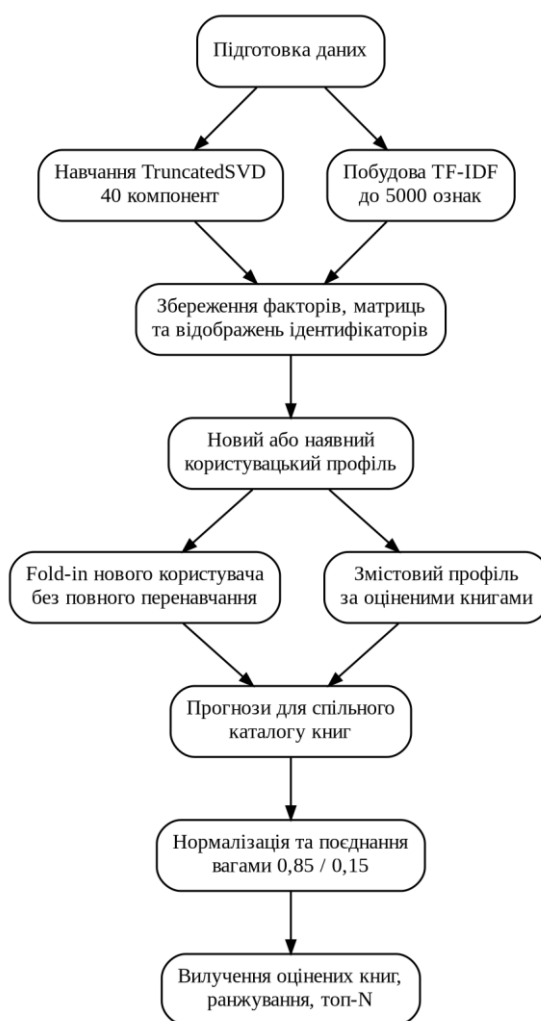 Підготовка даних
Навчання TruncatedSVD
40 компонент
Побудова TF-IDF
до 5000 ознак
Збереження факторів, матриць
та відображень ідентифікаторів
Новий або наявний
користувацький профіль
Fold-in нового користувача
без повного перенавчання
Змістовий профіль
за оціненими книгами
Прогнози для спільного
каталогу книг
Нормалізація та поєднання
вагами 0,85 / 0,15
Вилучення оцінених книг,
ранжування, топ-N